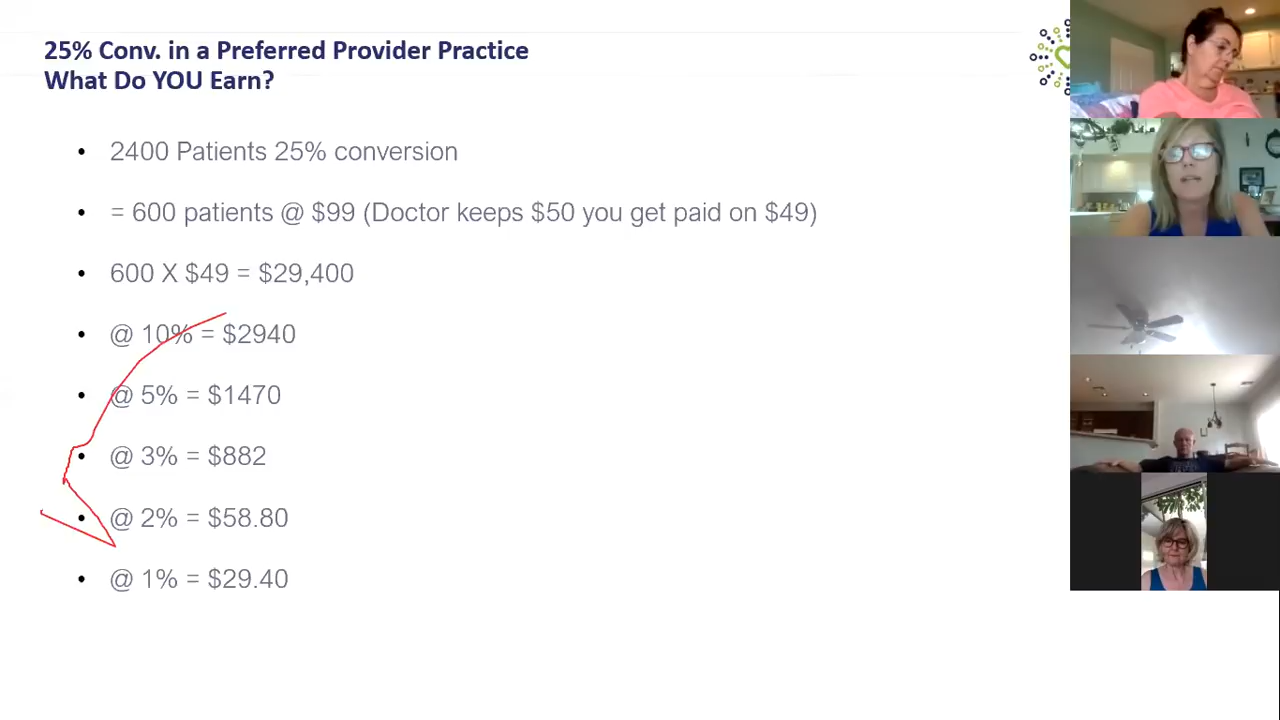 25% Conv. in a Preferred Provider Practice
What Do YOU Earn?
• 2400 Patients 25% conversion
• = 600 patients @ $99 (Doctor keeps $50 you get paid on $49)
• 600 X $49 = $29,400
• @ 10% = $2940
• @ 5% = $1470
• @ 3% = $882
• @ 2% = $58.80
• @ 1% = $29.40